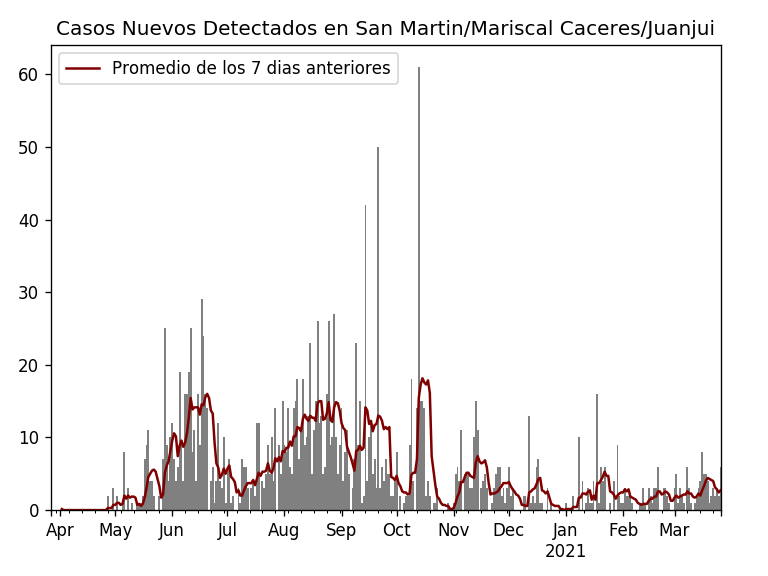 Casos Nuevos Detectados en San Martin/Mariscal Caceres/Juanjui
Promedio de los 7 dias anteriores
60
50
40
30
20
10
0
Apr May Jun Jul Aug Sep Oct Nov Dec Jan Feb Mar
2021